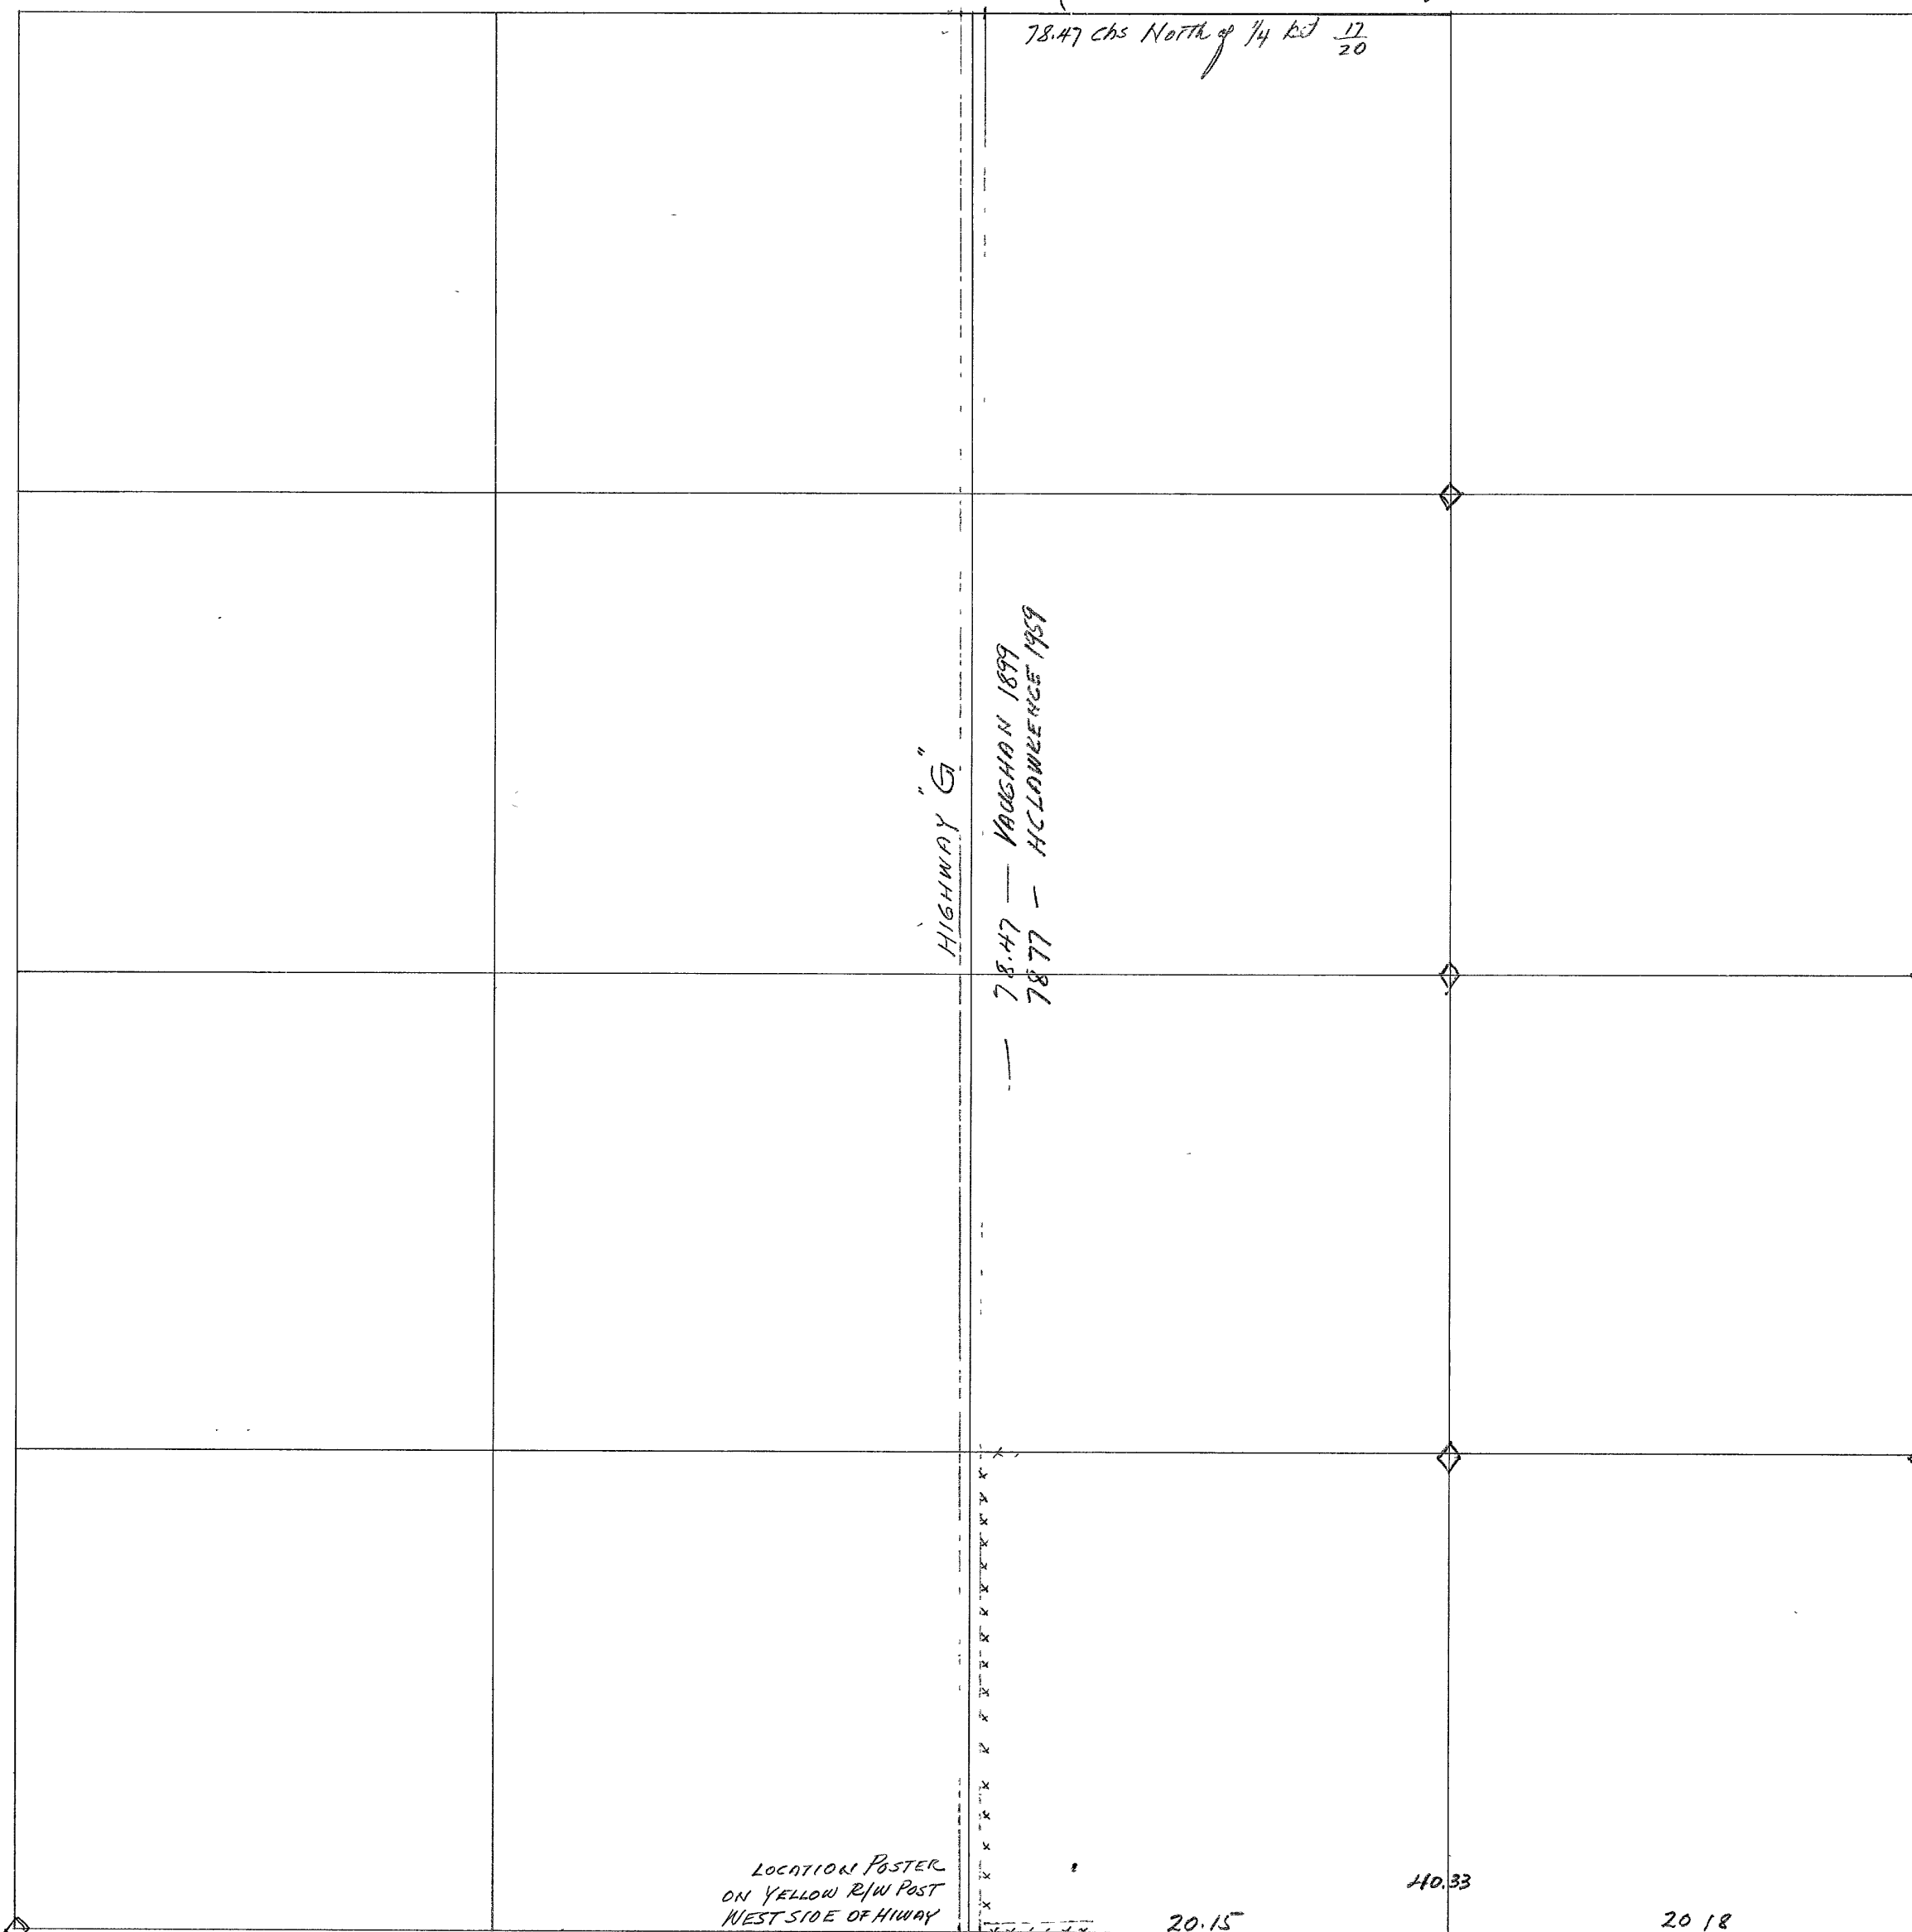 78.47 chs North of 1/4 17/20
HIGHWAY "G"
— 78.47 — VAUGHAN 1899
78 77 — HCLAWRENCE 1959
LOCATION POSTER
ON YELLOW R/W POST
WEST SIDE OF HIWAY
40.33
20.15
20 18